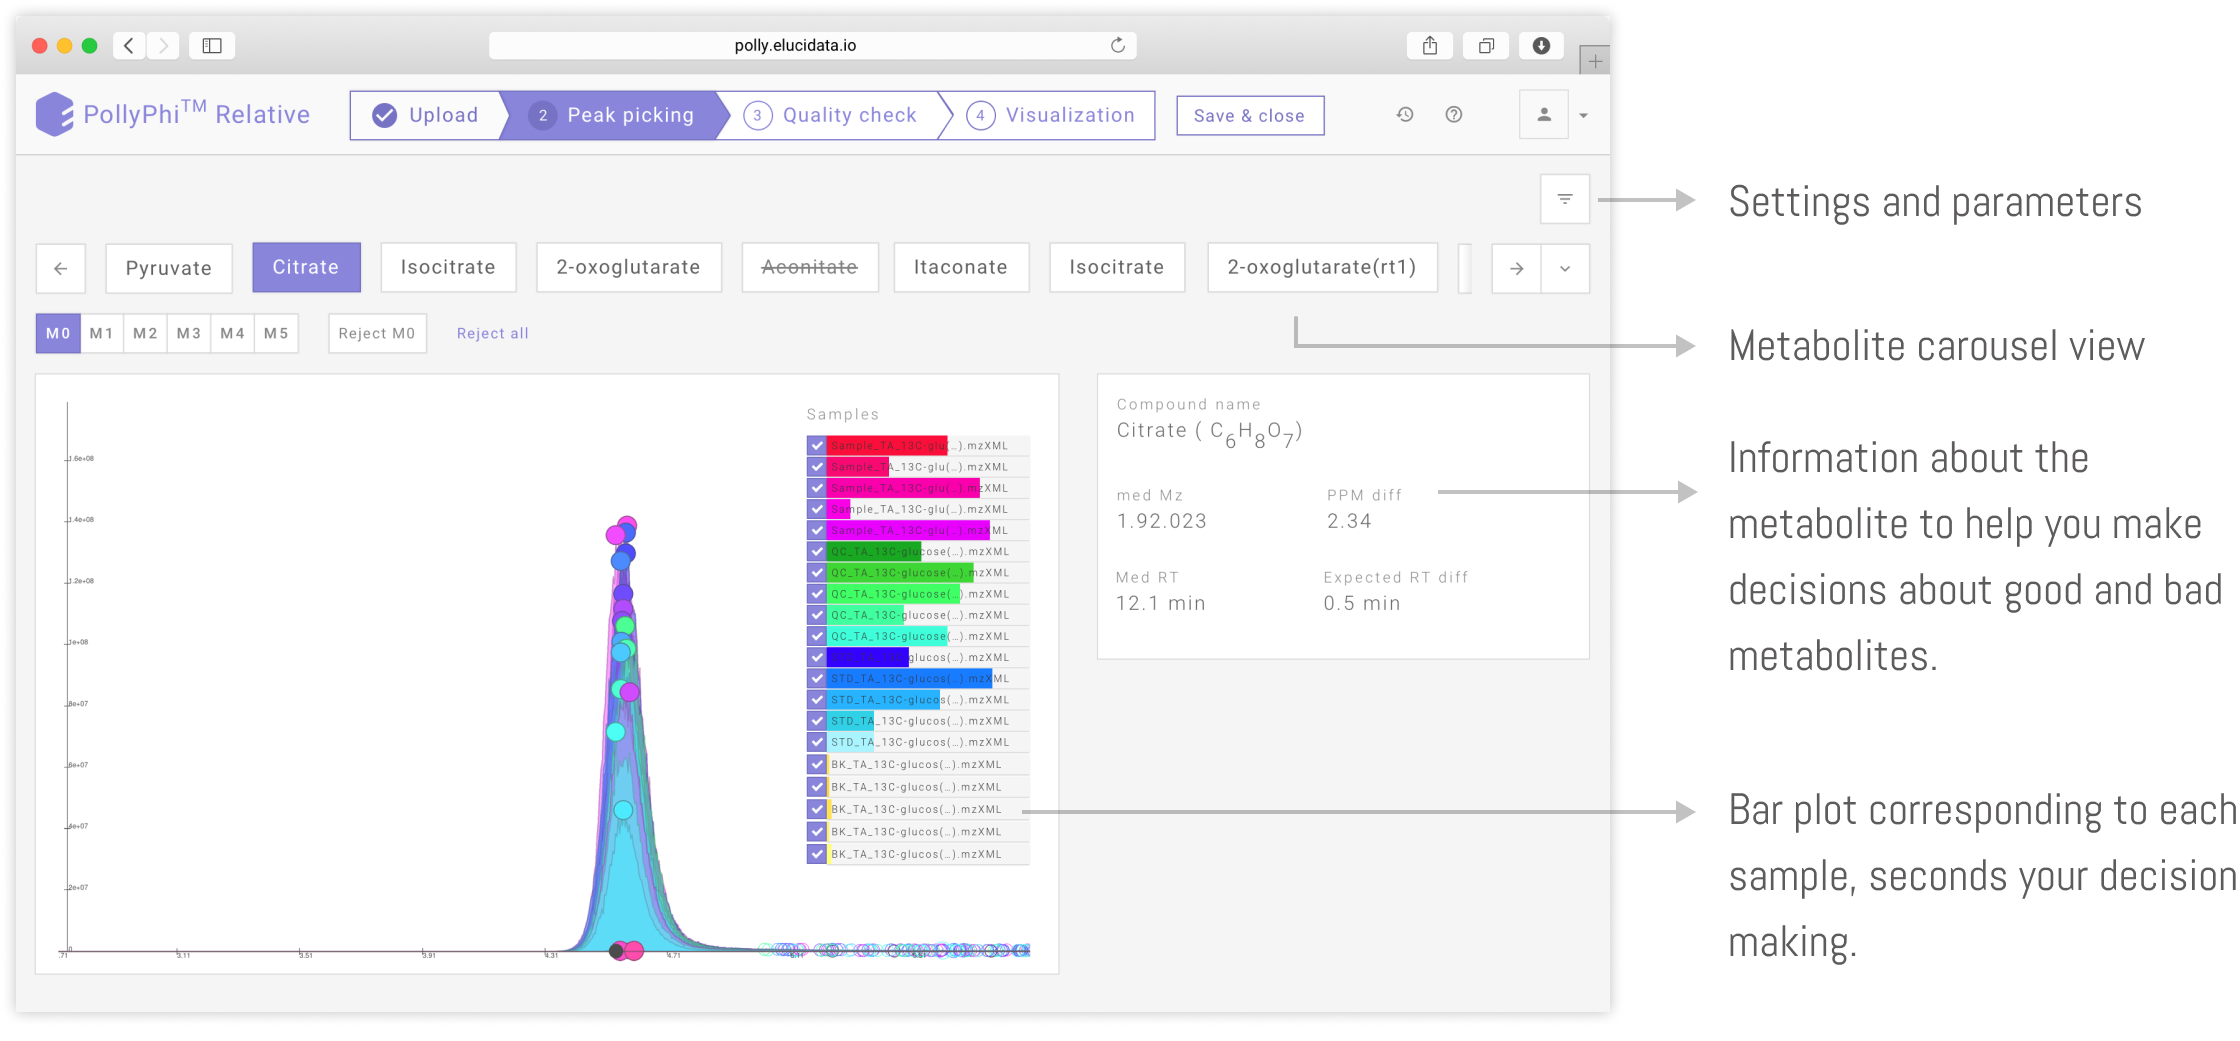 polly.elucidata.io
PollyPhi™ Relative
Upload
2 Peak picking
3 Quality check
4 Visualization
Save & close
Settings and parameters
Pyruvate
Citrate
Isocitrate
2-oxoglutarate
Aconitate
Itaconate
Isocitrate
2-oxoglutarate(rt1)
M0 M1 M2 M3 M4 M5
Reject M0
Reject all
Metabolite carousel view
Samples
Sample_TA_13C-glu(...).mzXML
Sample_TA_13C-glu(...).mzXML
Sample_TA_13C-glu(...).mzXML
Sample_TA_13C-glu(...).mzXML
Sample_TA_13C-glu(...).mzXML
QC_TA_13C-glucose(...).mzXML
QC_TA_13C-glucose(...).mzXML
QC_TA_13C-glucose(...).mzXML
QC_TA_13C-glucose(...).mzXML
QC_TA_13C-glucose(...).mzXML
glucos(...).mzXML
STD_TA_13C-glucos(...).mzXML
STD_TA_13C-glucos(...).mzXML
STD_TA_13C-glucos(...).mzXML
STD_TA_13C-glucos(...).mzXML
BK_TA_13C-glucos(...).mzXML
BK_TA_13C-glucos(...).mzXML
BK_TA_13C-glucos(...).mzXML
BK_TA_13C-glucos(...).mzXML
BK_TA_13C-glucos(...).mzXML
1.6e+08
1.4e+08
1.2e+08
1e+08
8e+07
6e+07
4e+07
2e+07
0
.71
3.11
3.51
3.91
4.31
4.71
5.11
5.51
Compound name
Citrate ( C6H8O7)
med Mz
1.92.023
PPM diff
2.34
Med RT
12.1 min
Expected RT diff
0.5 min
Information about the
metabolite to help you make
decisions about good and bad
metabolites.
Bar plot corresponding to each
sample, seconds your decision
making.